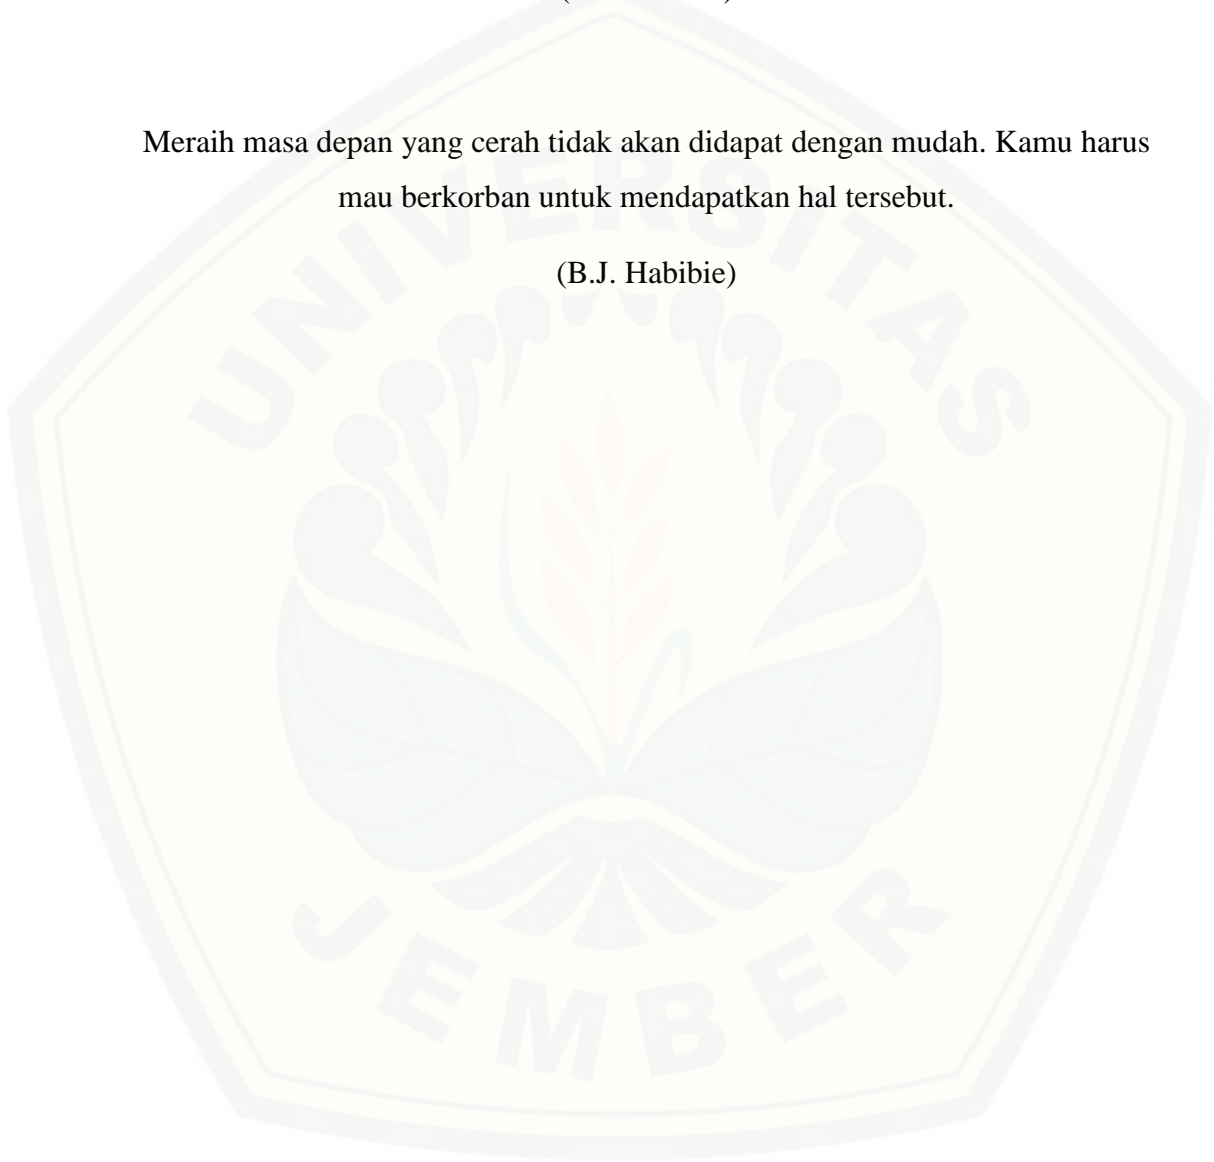 Meraih masa depan yang cerah tidak akan didapat dengan mudah. Kamu harus
mau berkorban untuk mendapatkan hal tersebut.
(B.J. Habibie)
UNIVERSITAS
JEMBER